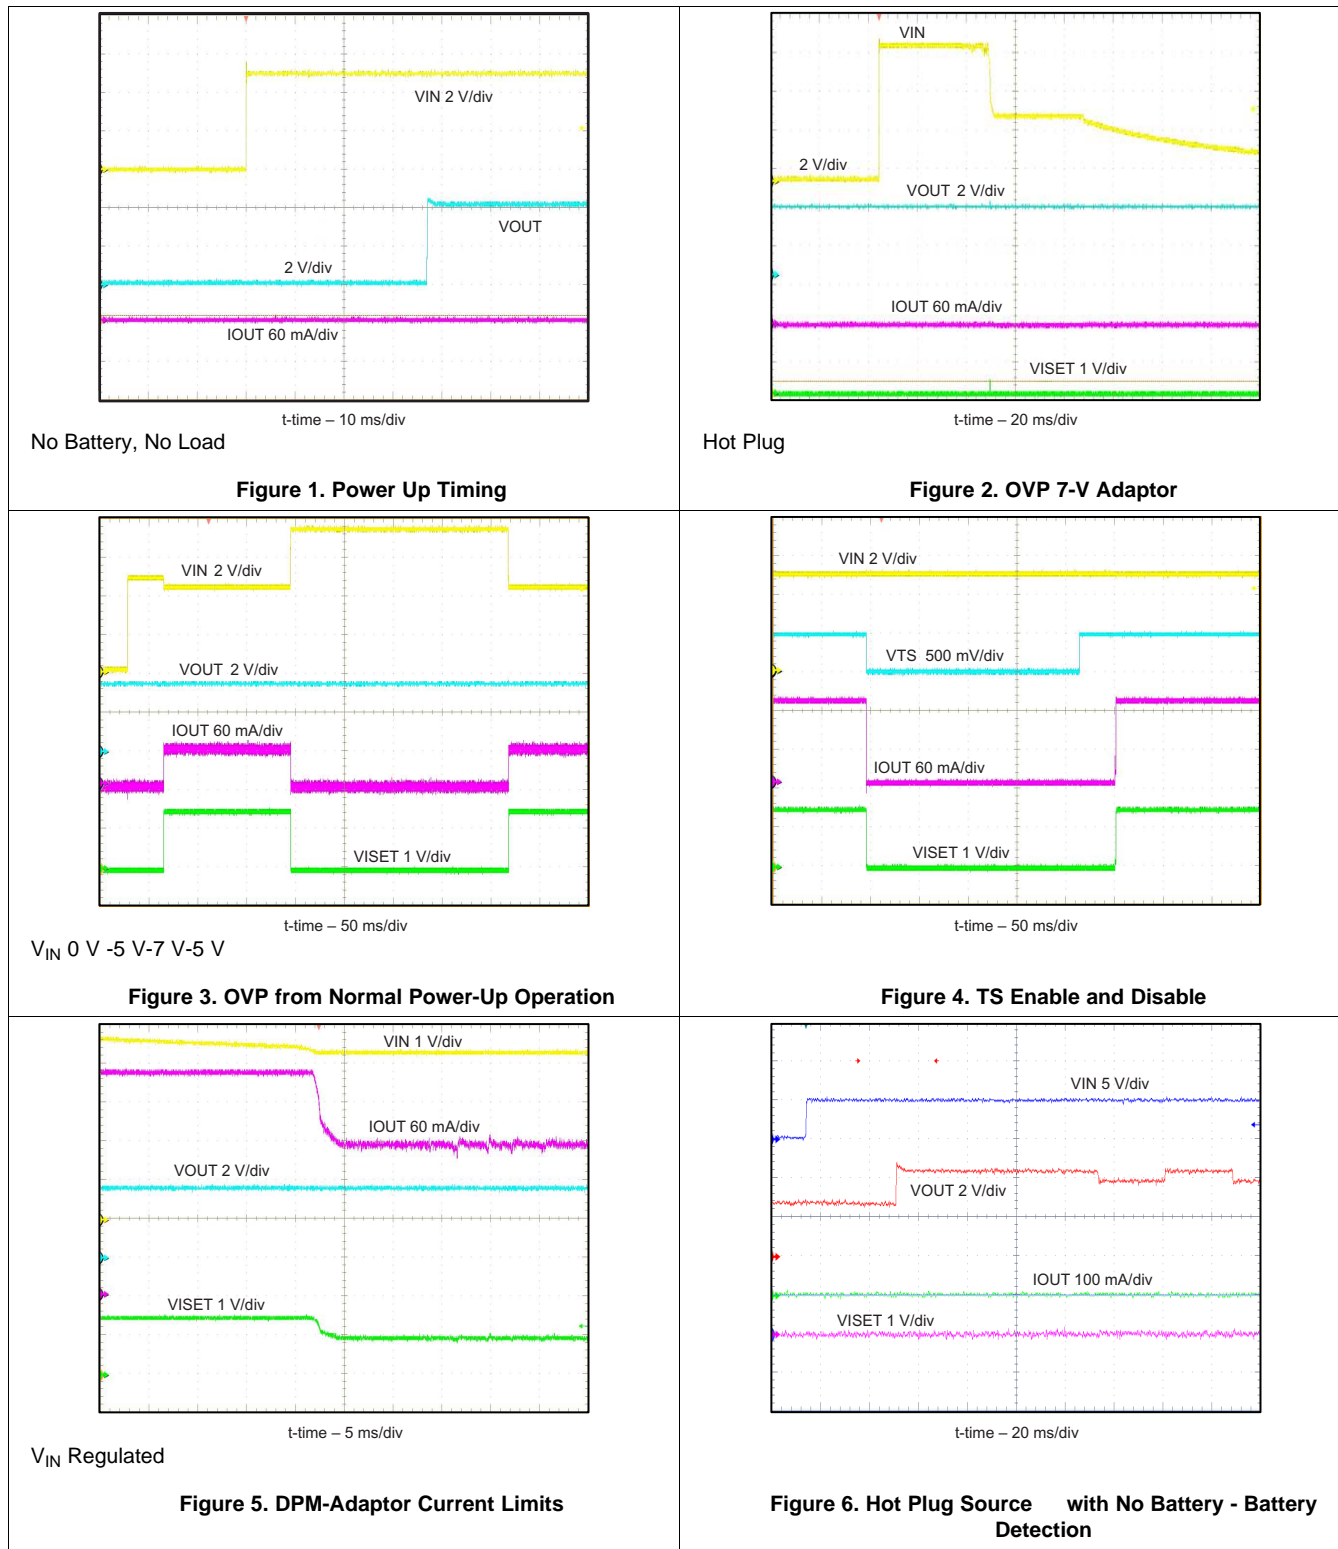 VIN 2 V/div
VOUT
2 V/div
IOUT 60 mA/div
t-time – 10 ms/div
No Battery, No Load
Figure 1. Power Up Timing
VIN
2 V/div
VOUT 2 V/div
IOUT 60 mA/div
VISET 1 V/div
t-time – 20 ms/div
Hot Plug
Figure 2. OVP 7-V Adaptor
VIN 2 V/div
VOUT 2 V/div
IOUT 60 mA/div
VISET 1 V/div
t-time – 50 ms/div
VIN 0 V -5 V-7 V-5 V
Figure 3. OVP from Normal Power-Up Operation
VIN 2 V/div
VTS 500 mV/div
IOUT 60 mA/div
VISET 1 V/div
t-time – 50 ms/div
Figure 4. TS Enable and Disable
VIN 1 V/div
IOUT 60 mA/div
VOUT 2 V/div
VISET 1 V/div
t-time – 5 ms/div
VIN Regulated
Figure 5. DPM-Adaptor Current Limits
VIN 5 V/div
VOUT 2 V/div
IOUT 100 mA/div
VISET 1 V/div
t-time – 20 ms/div
Figure 6. Hot Plug Source with No Battery - Battery
Detection